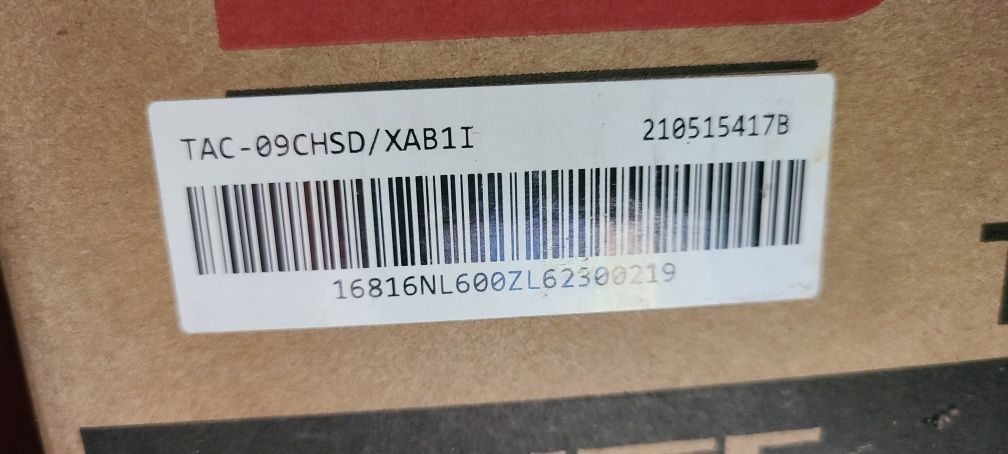 TAC-09CHSD/XAB1I 210515417B
16816NL600ZL62300219